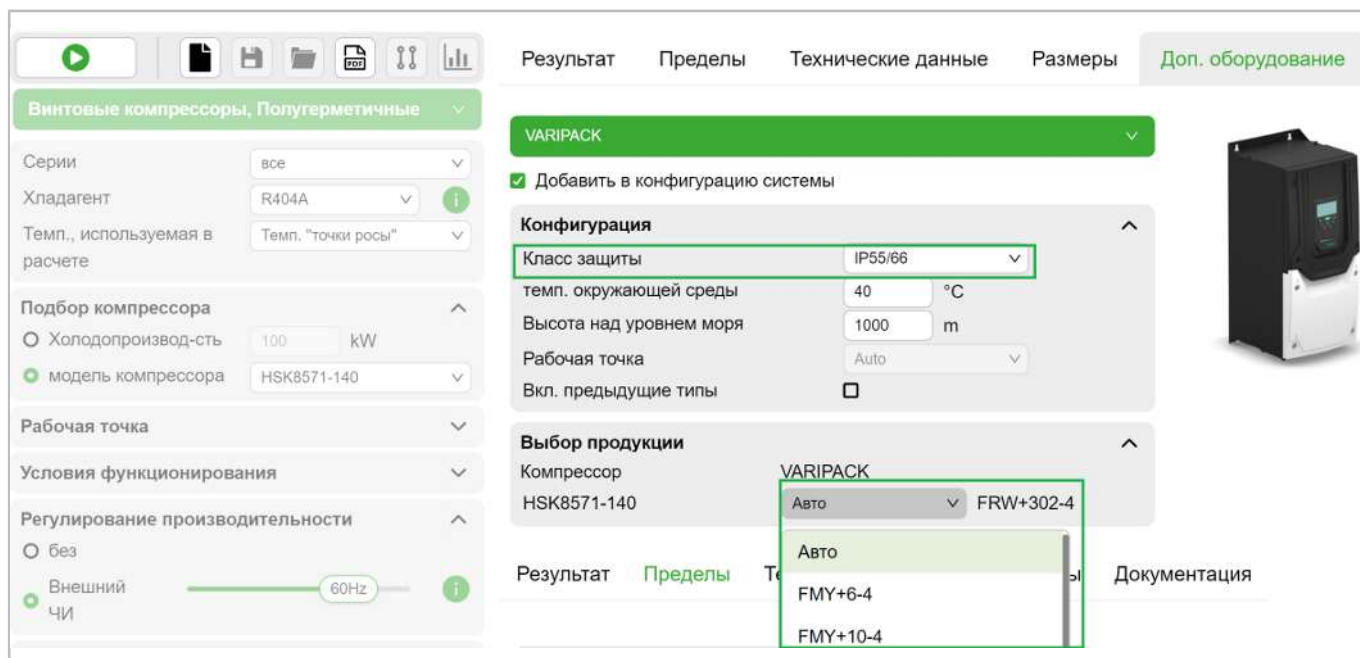 PDF
Результат Пределы Технические данные Размеры Доп. оборудование
Винтовые компрессоры, Полугерметичные
VARIPACK
Серии все
Добавить в конфигурацию системы
Хладагент R404A i
Конфигурация
Темп., используемая в расчете Темп. "точки росы"
Класс защиты IP55/66
темп. окружающей среды 40 °C
Подбор компрессора
Высота над уровнем моря 1000 m
Холодопроизвод-сть 100 kW
Рабочая точка Auto
модель компрессора HSK8571-140
Вкл. предыдущие типы
Рабочая точка
Выбор продукции
Условия функционирования
Компрессор VARIPACK
HSK8571-140 Авто FRW+302-4
Регулирование производительности
без
Авто
Результат Пределы Те ы Документация
Внешний ЧИ 60Hz i
FMY+6-4
FMY+10-4